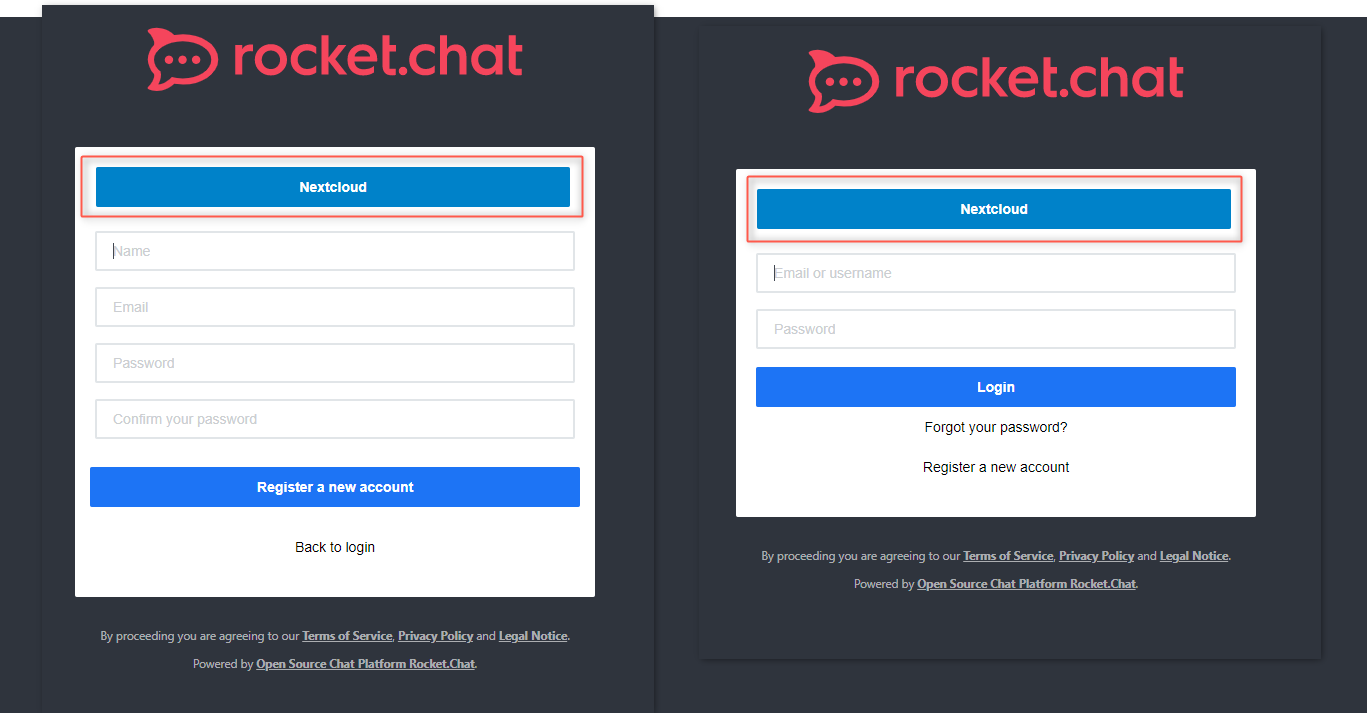 rocket.chat
Nextcloud
Name
Email
Password
Confirm your password
Register a new account
Back to login
By proceeding you are agreeing to our Terms of Service, Privacy Policy and Legal Notice.
Powered by Open Source Chat Platform Rocket.Chat.
rocket.chat
Nextcloud
Email or username
Password
Login
Forgot your password?
Register a new account
By proceeding you are agreeing to our Terms of Service, Privacy Policy and Legal Notice.
Powered by Open Source Chat Platform Rocket.Chat.